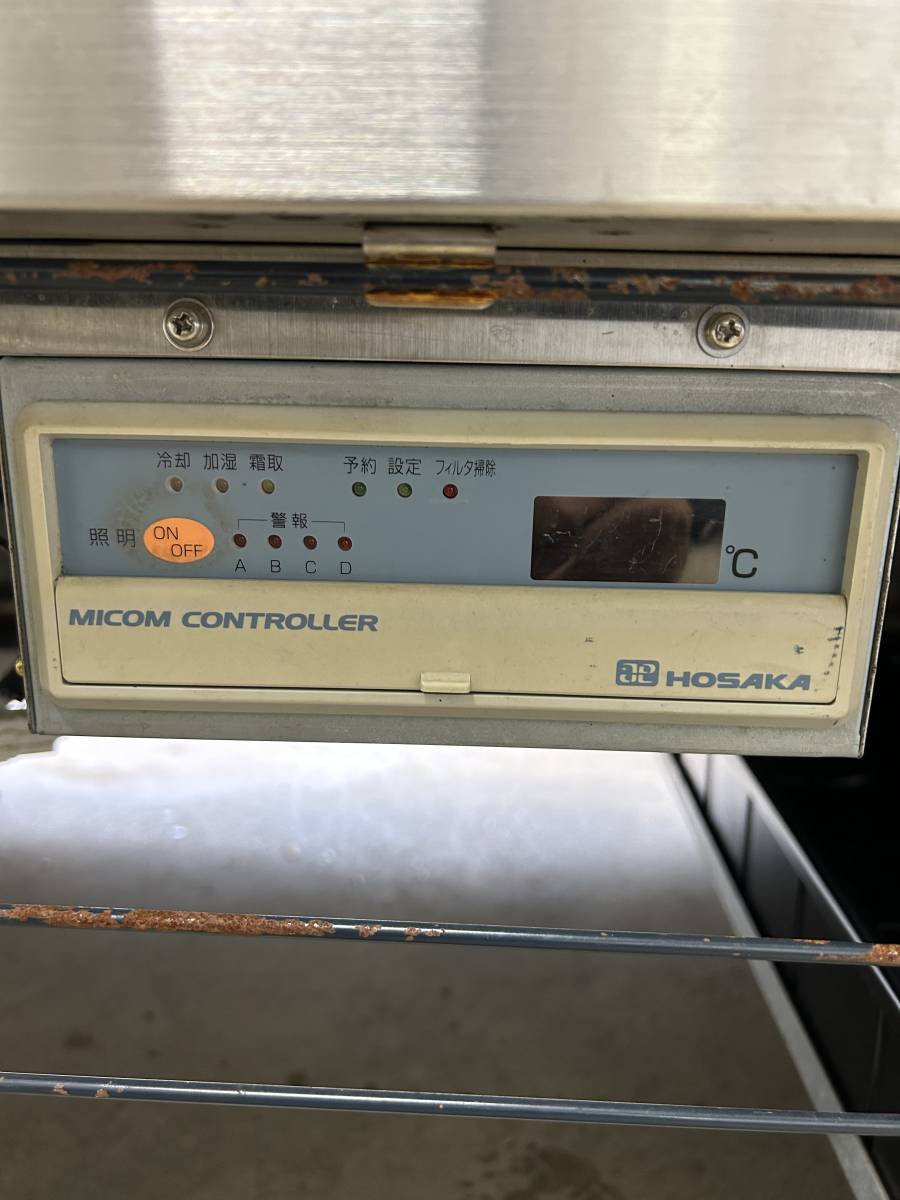 冷却 加湿 霜取
予約 設定 フィルタ掃除
照明 ON OFF
警報
A B C D
℃
MICOM CONTROLLER
HOSAKA